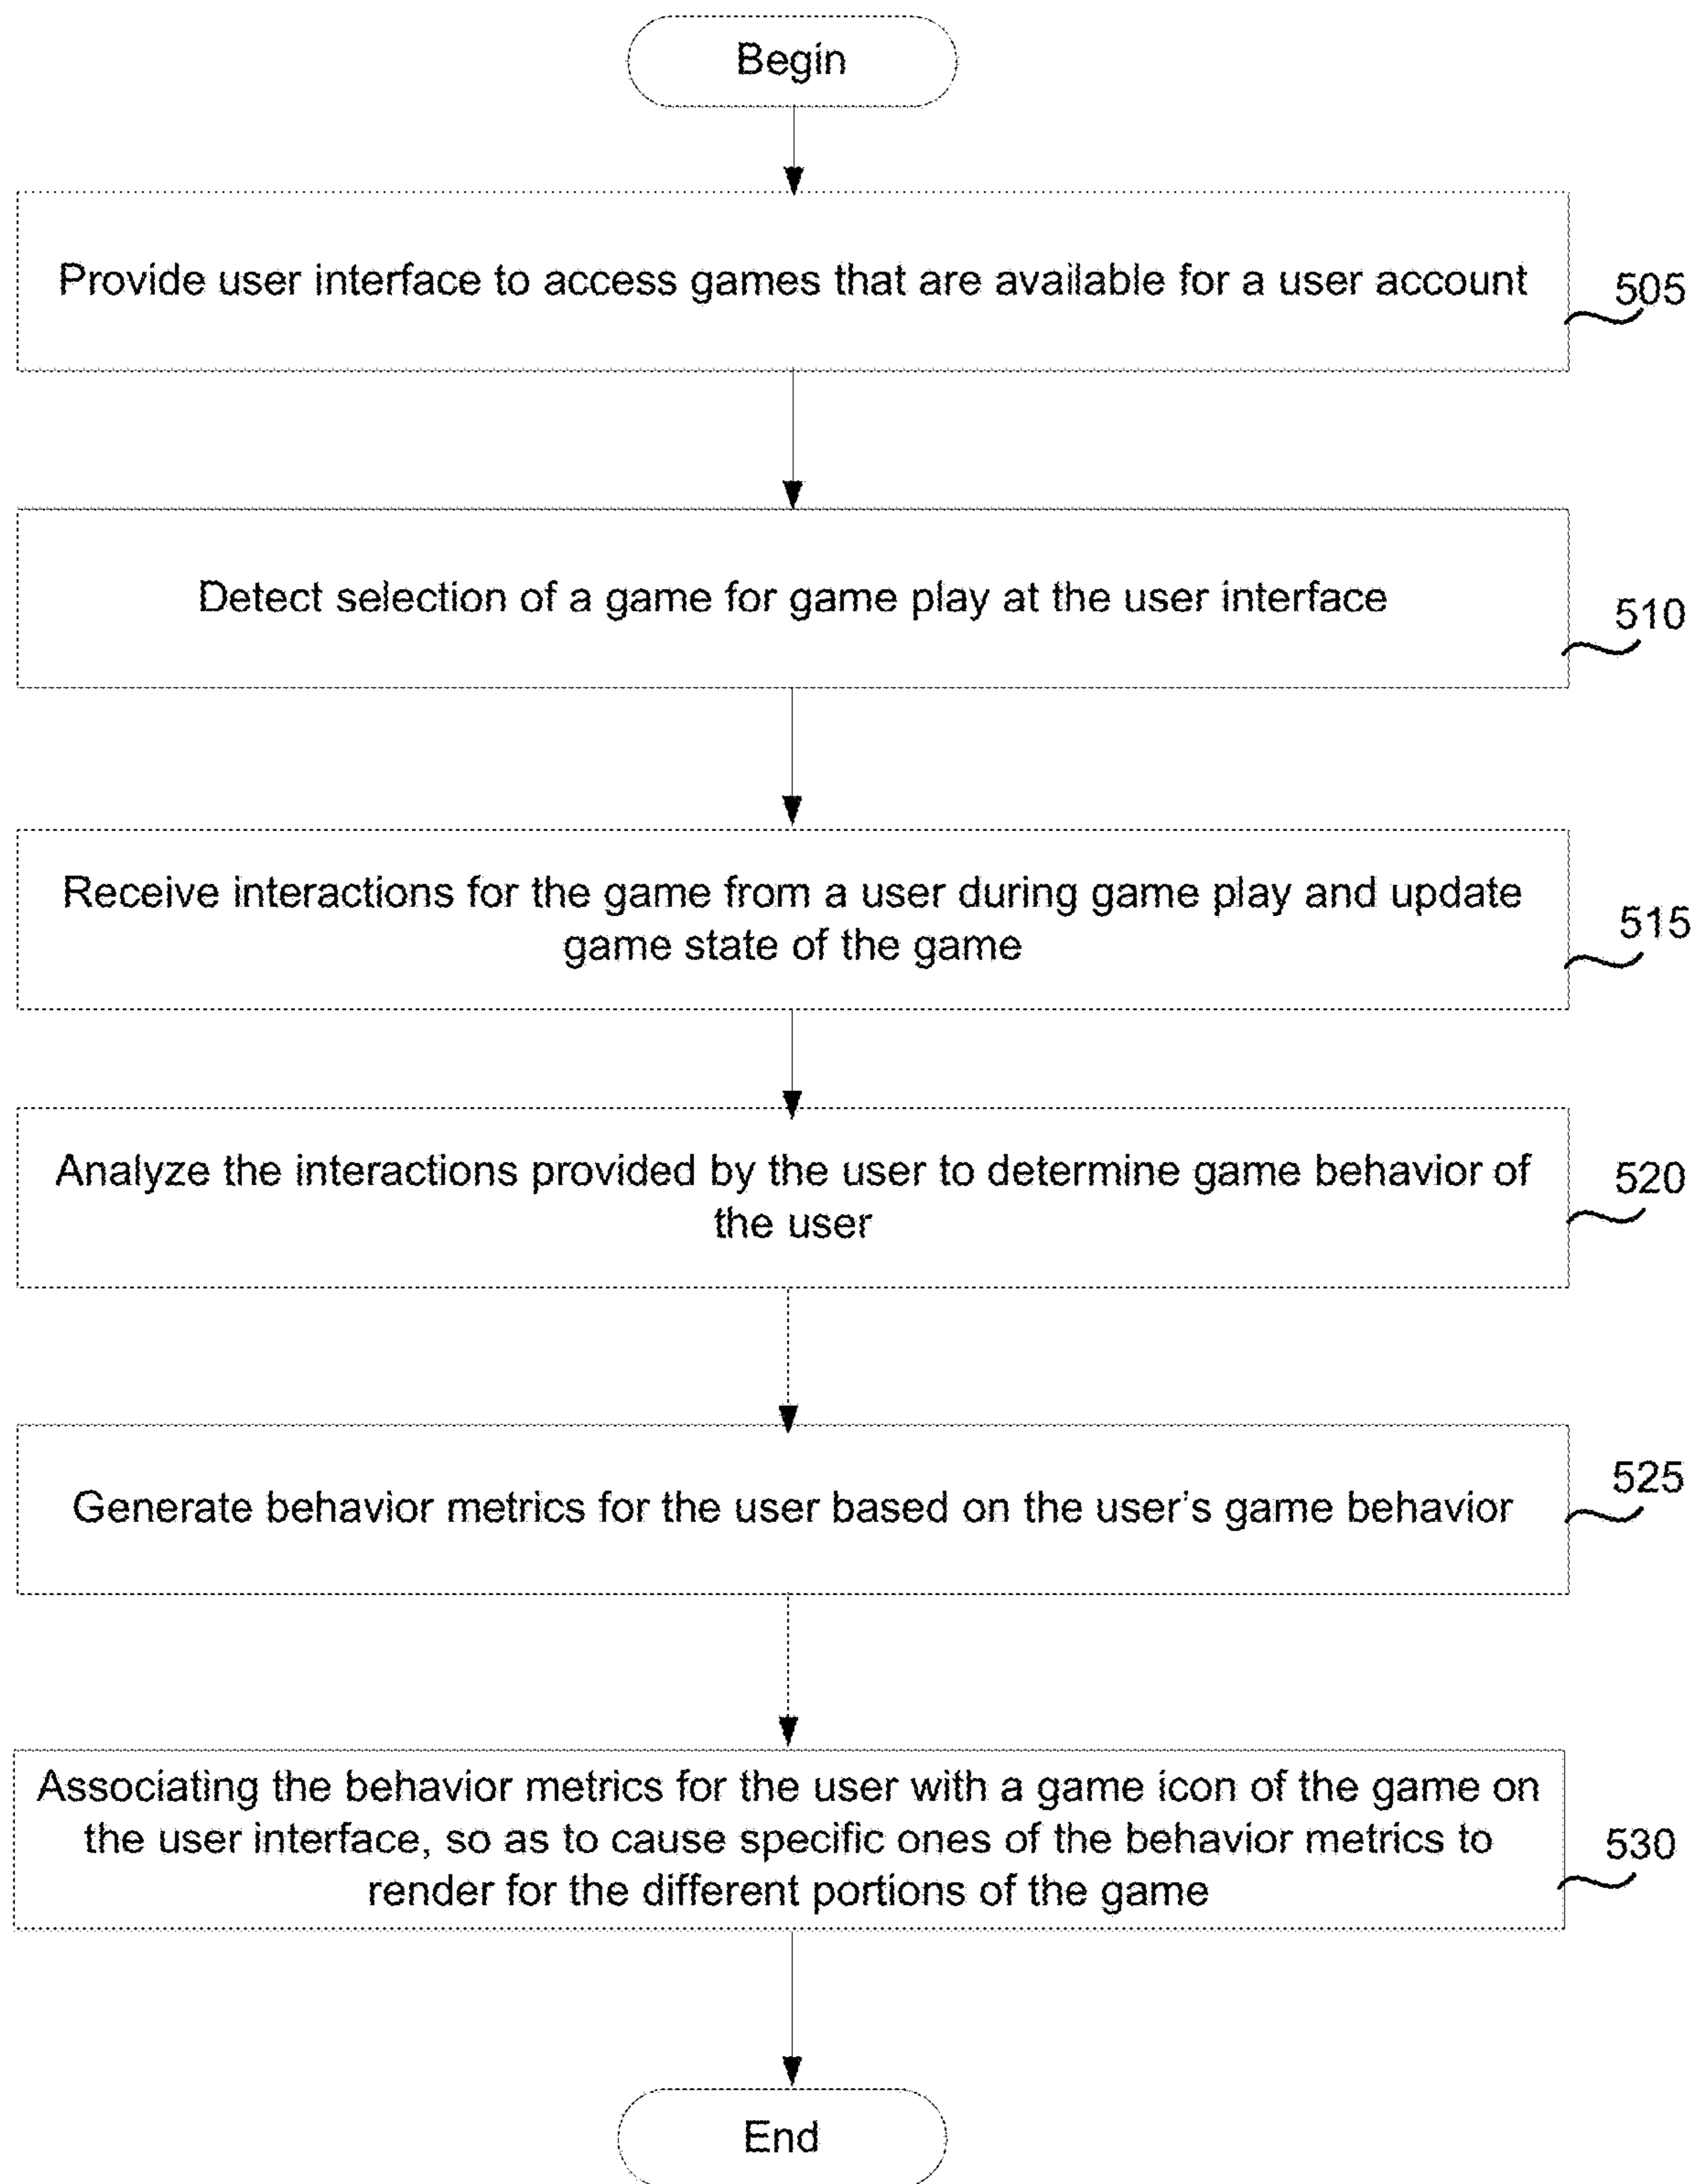 Begin
Provide user interface to access games that are available for a user account
505
Detect selection of a game for game play at the user interface
510
Receive interactions for the game from a user during game play and update
game state of the game
515
Analyze the interactions provided by the user to determine game behavior of
the user
520
Generate behavior metrics for the user based on the user's game behavior
525
Associating the behavior metrics for the user with a game icon of the game on
the user interface, so as to cause specific ones of the behavior metrics to
render for the different portions of the game
530
End